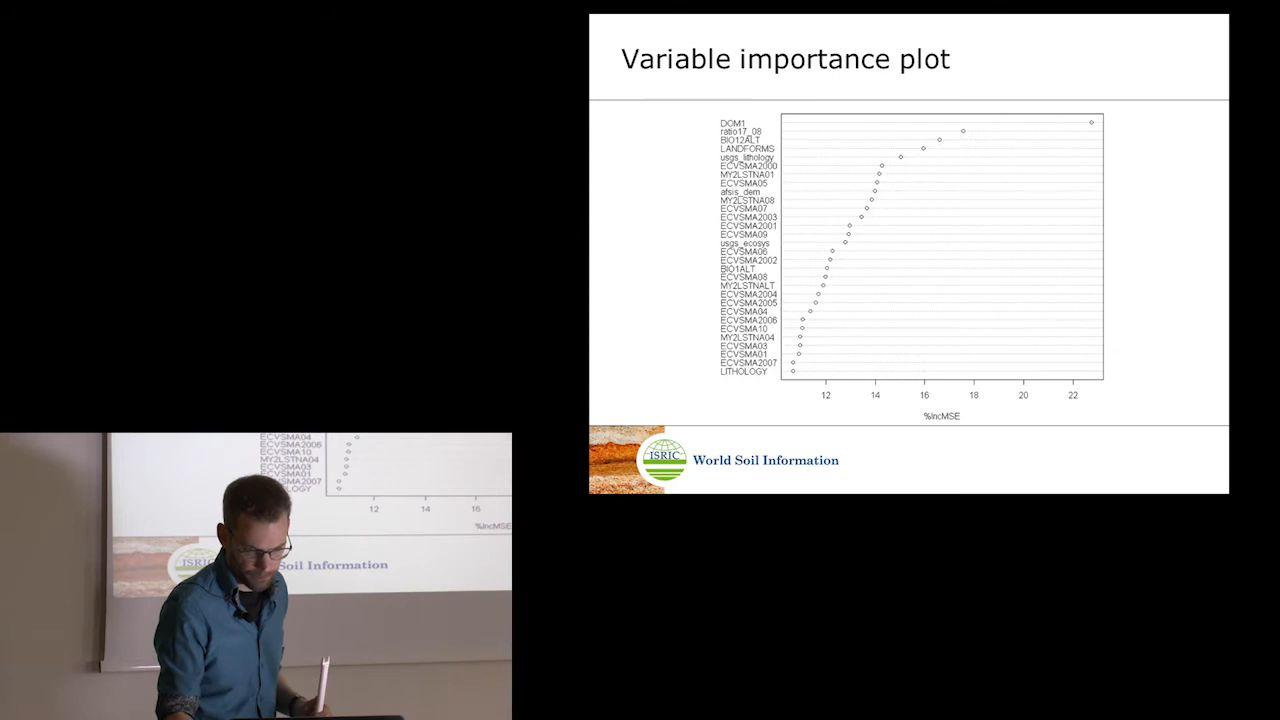 Variable importance plot
DOM1
ratio17_08
BIO12ALT
LANDFORMS
usgs_lithology
ECVSMA2000
MY2LSTNA01
ECVSMA05
afsis_dem
MY2LSTNA08
ECVSMA07
ECVSMA2003
ECVSMA2001
ECVSMA09
usgs_ecosys
ECVSMA06
ECVSMA2002
BIO1ALT
ECVSMA08
MY2LSTNALT
ECVSMA2004
ECVSMA2005
ECVSMA04
ECVSMA2006
ECVSMA10
MY2LSTNA04
ECVSMA03
ECVSMA01
ECVSMA2007
LITHOLOGY
12 14 16 18 20 22
%IncMSE
ISRIC World Soil Information
ECVSMA04
ECVSMA2006
ECVSMA10
MY2LSTNA04
ECVSMA03
ECVSMA01
ECVSMA2007
LOGY
12 14 16
%IncMSE
ISRIC Soil Information